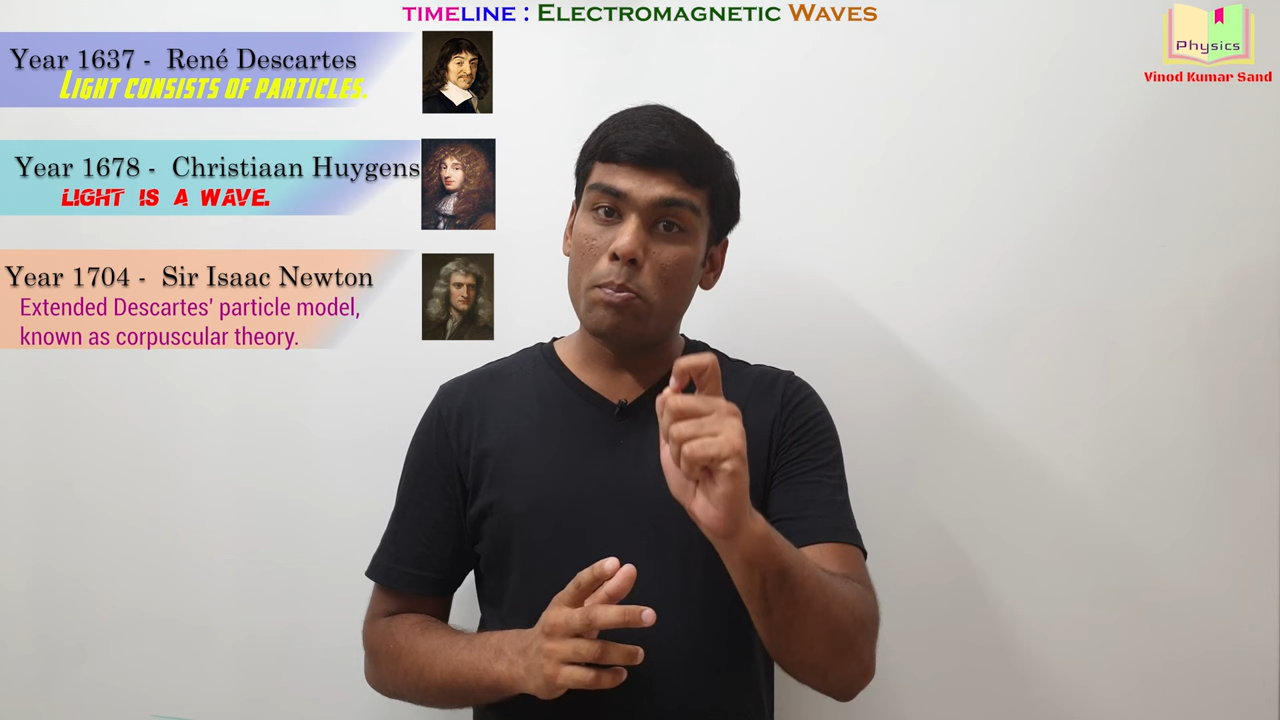 TIMELINE : ELECTROMAGNETIC WAVES
Physics
Vinod Kumar Sand
Year 1637 - René Descartes
LIGHT CONSISTS OF PARTICLES.
Year 1678 - Christiaan Huygens
LIGHT IS A WAVE.
Year 1704 - Sir Isaac Newton
Extended Descartes' particle model,
known as corpuscular theory.